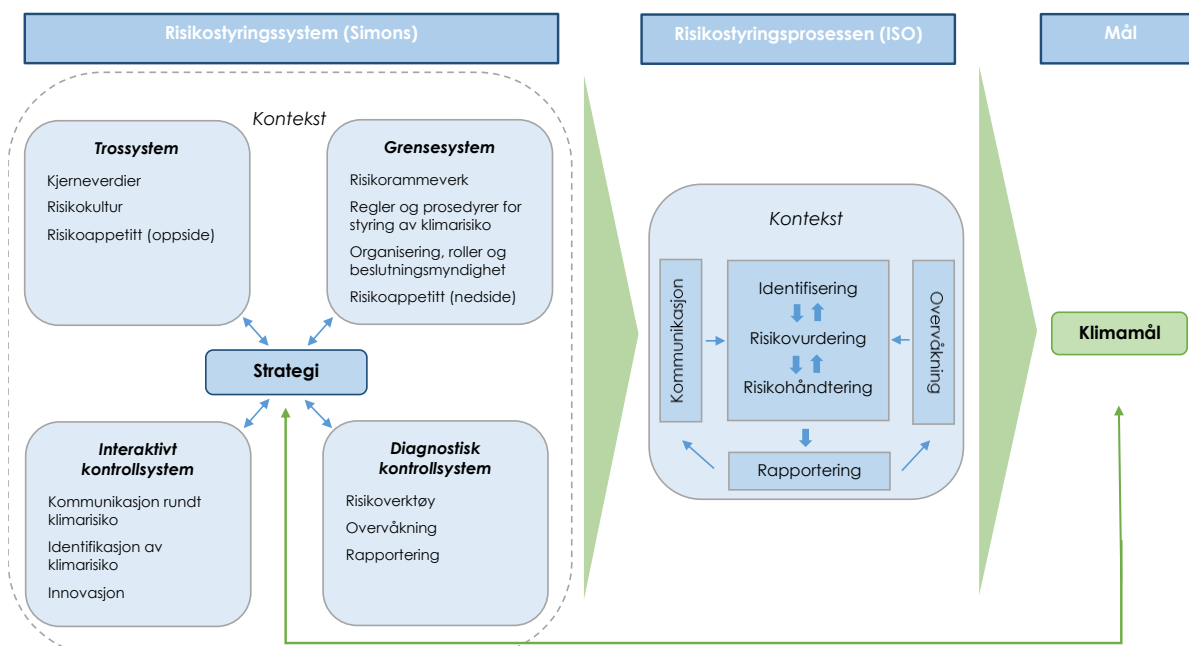 Risikostyringssystem (Simons)
Risikostyringsprosessen (ISO)
Mål
Kontekst
Trossystem
Kjerneverdier
Risikokultur
Risikoappetitt (oppside)
Grensesystem
Risikorammeverk
Regler og prosedyrer for
styring av klimarisiko
Organisering, roller og
beslutningsmyndighet
Risikoappetitt (nedside)
Strategi
Interaktivt
kontrollsystem
Kommunikasjon rundt
klimarisiko
Identifikasjon av
klimarisiko
Innovasjon
Diagnostisk
kontrollsystem
Risikoverktøy
Overvåkning
Rapportering
Kontekst
Kommunikasjon
Identifisering
Risikovurdering
Risikohåndtering
Overvåkning
Rapportering
Klimamål